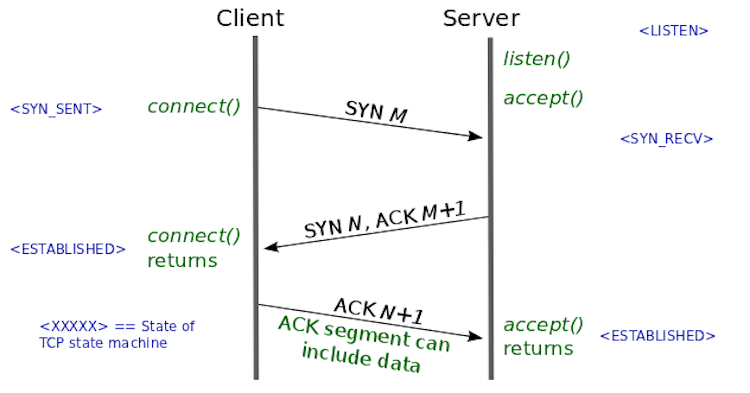 Client
Server
<LISTEN>
listen()
<SYN_SENT>
connect()
SYN M
accept()
<SYN_RECV>
SYN N, ACK M+1
<ESTABLISHED>
connect()
returns
ACK N+1
<XXXXX> == State of
TCP state machine
ACK segment can
include data
accept()
returns
<ESTABLISHED>